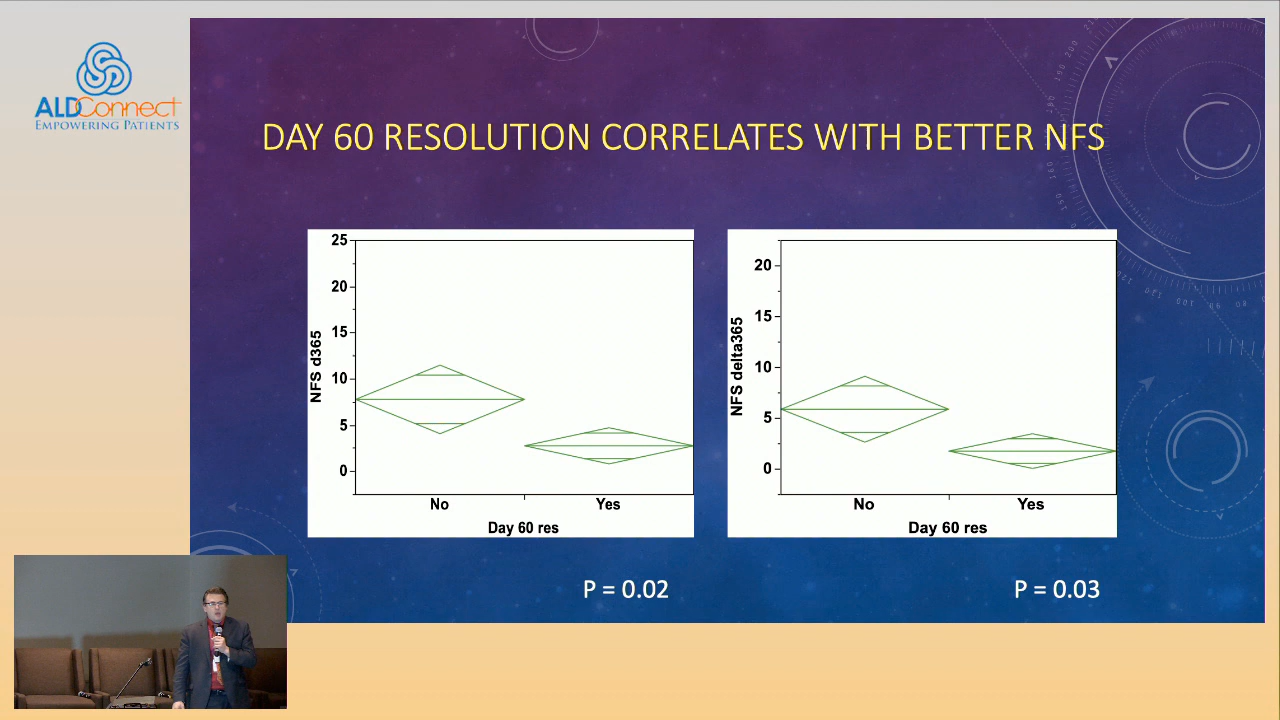 ALD Connect
EMPOWERING PATIENTS
DAY 60 RESOLUTION CORRELATES WITH BETTER NFS
25
20
15
10
5
0
NFS d365
No Yes
Day 60 res
20
15
10
5
0
NFS delta365
No Yes
Day 60 res
P = 0.02
P = 0.03